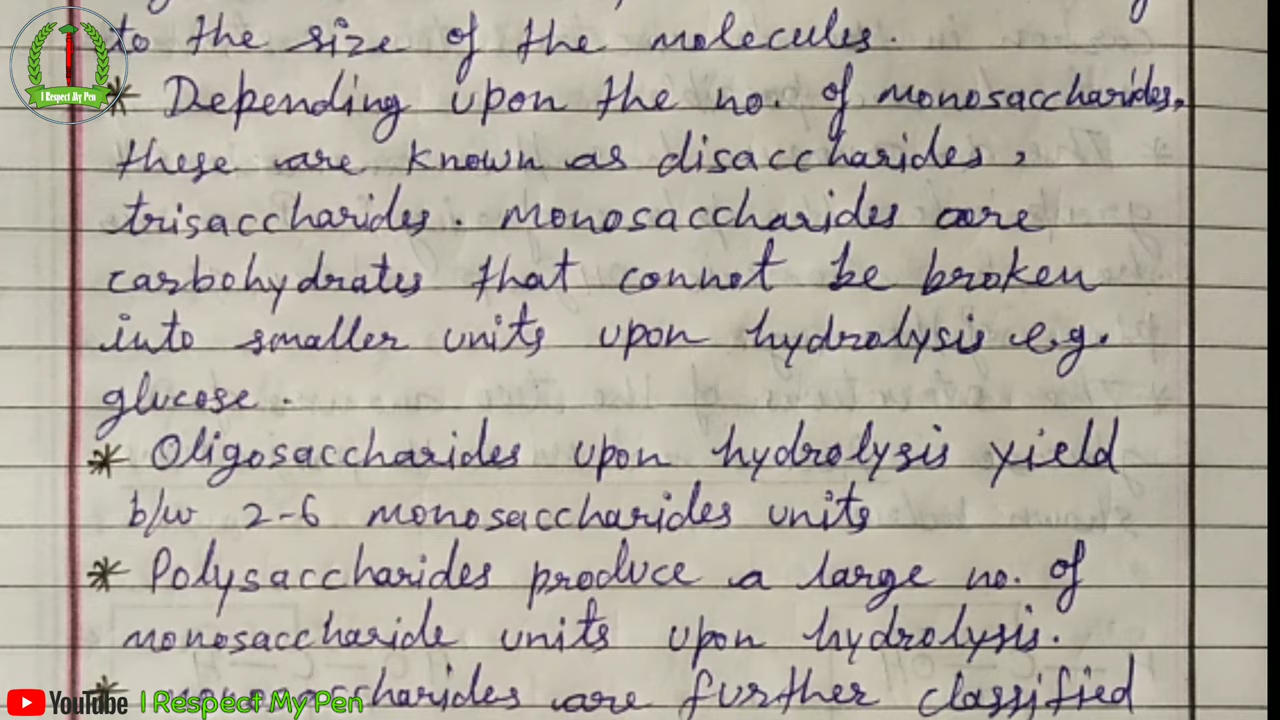 to the size of the molecules.
* Depending upon the no. of monosaccharides,
these are known as disaccharides,
trisaccharides. Monosaccharides are
carbohydrates that connot be broken
into smaller units upon hydrolysis e.g.
glucose.
* Oligosaccharides upon hydrolysis yield
b/w 2-6 monosaccharides units
* Polysaccharides produce a large no. of
monosaccharide units upon hydrolysis.
* monosaccharides are further classified
I Respect My Pen
YouTube I Respect My Pen